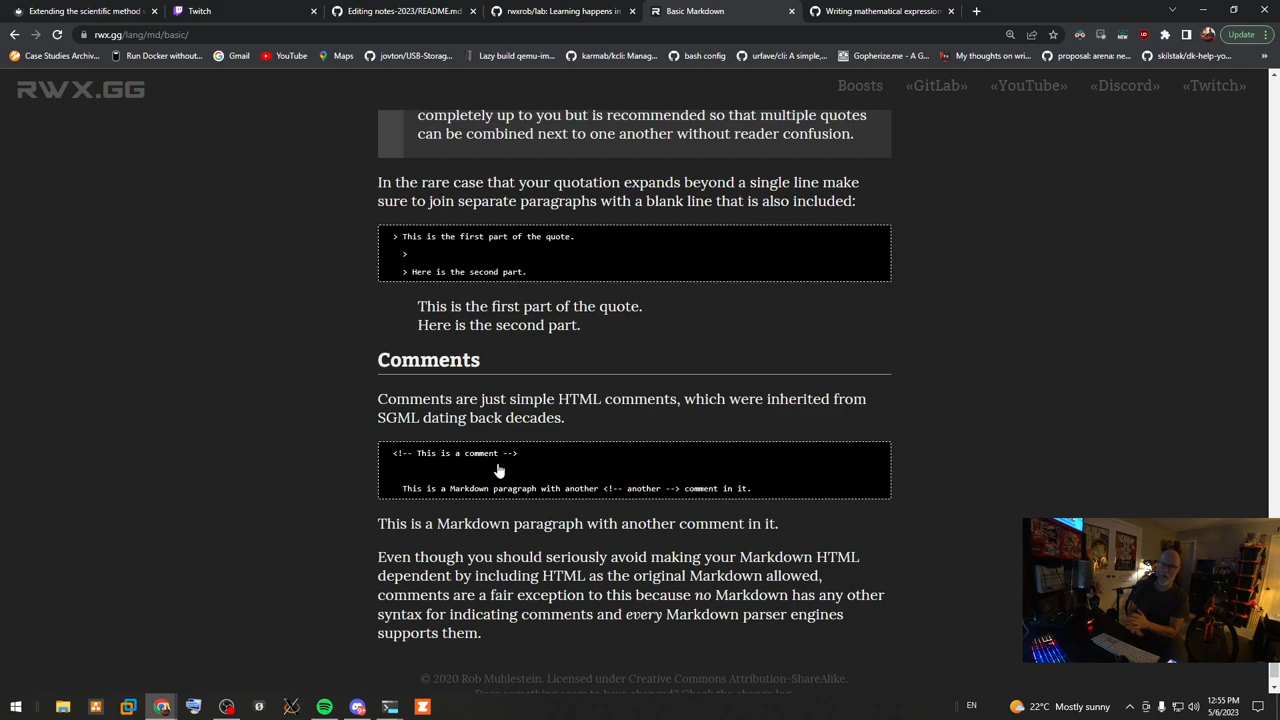 Extending the scientific method
Twitch
Editing notes-2023/README.md
rwxrob/lab: Learning happens in
Basic Markdown
Writing mathematical expression
rwx.gg/lang/md/basic/
Update
Case Studies Archiv...
Run Docker without...
Gmail
YouTube
Maps
jovton/USB-Storag...
Lazy build qemu-im...
karmab/kcli: Manag...
bash config
urfave/cli: A simple,...
Gopherize.me - A G...
My thoughts on wri...
proposal: arena: ne...
skilstak/dk-help-yo...
RWX.GG
Boosts «GitLab» «YouTube» «Discord» «Twitch»
completely up to you but is recommended so that multiple quotes
can be combined next to one another without reader confusion.
In the rare case that your quotation expands beyond a single line make
sure to join separate paragraphs with a blank line that is also included:
> This is the first part of the quote.
>
> Here is the second part.
This is the first part of the quote.
Here is the second part.
Comments
Comments are just simple HTML comments, which were inherited from
SGML dating back decades.
<!-- This is a comment -->
This is a Markdown paragraph with another <!-- another --> comment in it.
This is a Markdown paragraph with another comment in it.
Even though you should seriously avoid making your Markdown HTML
dependent by including HTML as the original Markdown allowed,
comments are a fair exception to this because no Markdown has any other
syntax for indicating comments and every Markdown parser engines
supports them.
© 2020 Rob Muhlestein. Licensed under Creative Commons Attribution-ShareAlike.
Does something seem to have changed? Check the change log.
22°C Mostly sunny
EN
12:55 PM
5/6/2023